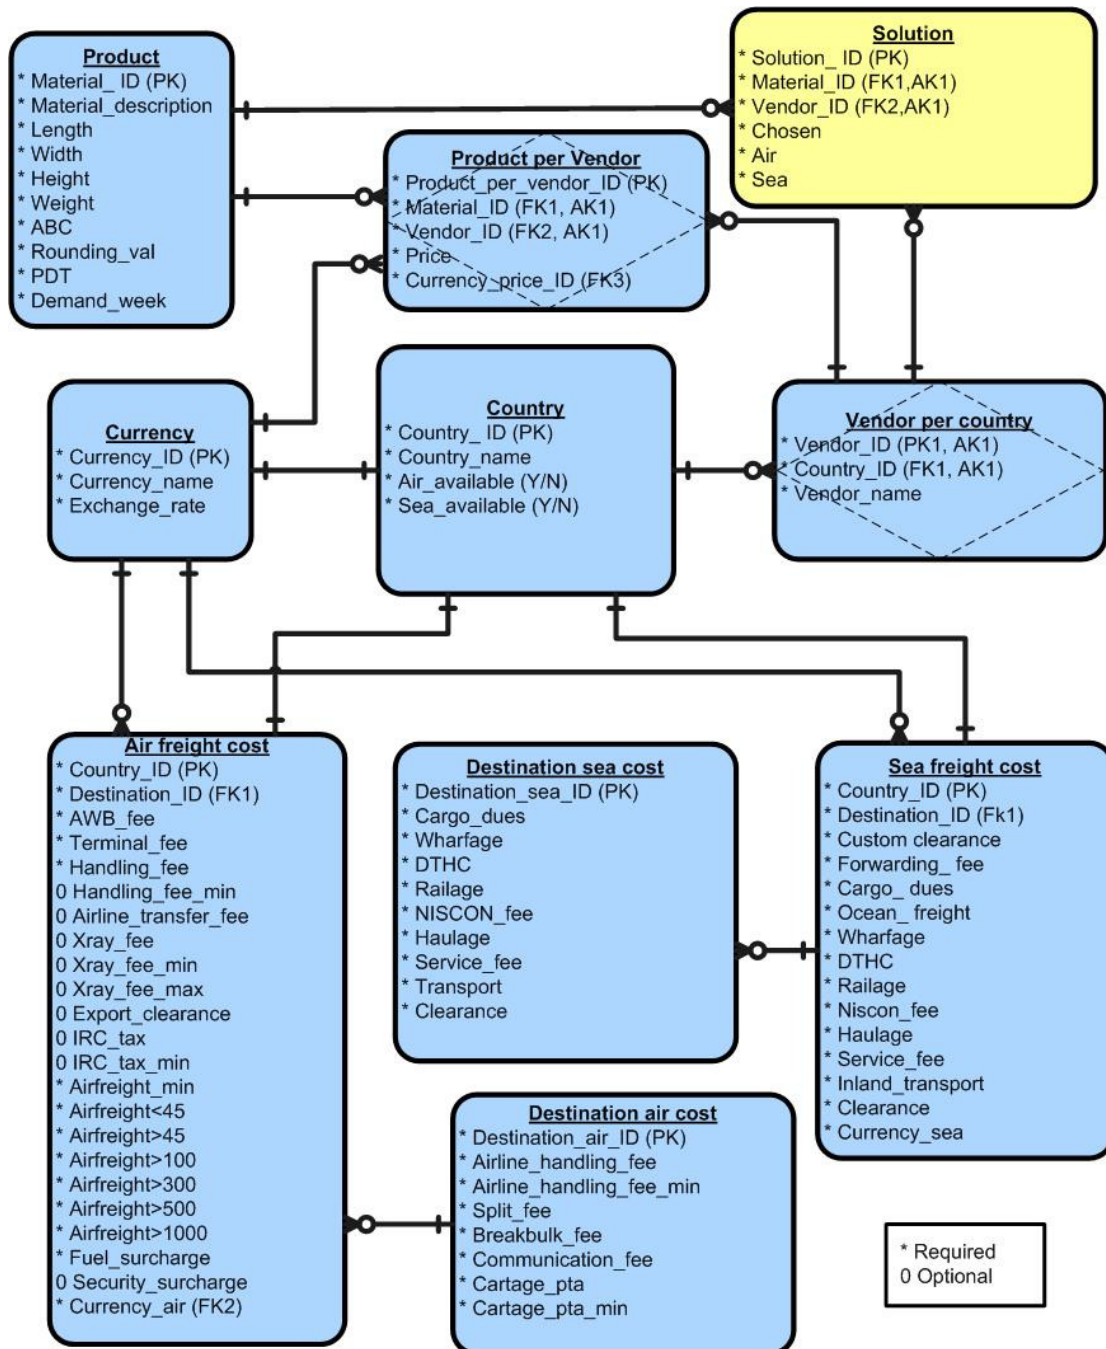 Product
* Material_ ID (PK)
* Material_description
* Length
* Width
* Height
* Weight
* ABC
* Rounding_val
* PDT
* Demand_week
Solution
* Solution_ ID (PK)
* Material_ID (FK1,AK1)
* Vendor_ID (FK2,AK1)
* Chosen
* Air
* Sea
Product per Vendor
* Product_per_vendor_ID (PK)
* Material_ID (FK1, AK1)
* Vendor_ID (FK2, AK1)
* Price
* Currency_price_ID (FK3)
Currency
* Currency_ID (PK)
* Currency_name
* Exchange_rate
Country
* Country_ ID (PK)
* Country_name
* Air_available (Y/N)
* Sea_available (Y/N)
Vendor per country
* Vendor_ID (PK1, AK1)
* Country_ID (FK1, AK1)
* Vendor_name
Air freight cost
* Country_ID (PK)
* Destination_ID (FK1)
* AWB_fee
* Terminal_fee
* Handling_fee
0 Handling_fee_min
0 Airline_transfer_fee
0 Xray_fee
0 Xray_fee_min
0 Xray_fee_max
0 Export_clearance
0 IRC_tax
0 IRC_tax_min
* Airfreight_min
* Airfreight<45
* Airfreight>45
* Airfreight>100
* Airfreight>300
* Airfreight>500
* Airfreight>1000
* Fuel_surcharge
0 Security_surcharge
* Currency_air (FK2)
Destination sea cost
* Destination_sea_ID (PK)
* Cargo_dues
* Wharfage
* DTHC
* Railage
* NISCON_fee
* Haulage
* Service_fee
* Transport
* Clearance
Sea freight cost
* Country_ID (PK)
* Destination_ID (Fk1)
* Custom clearance
* Forwarding_ fee
* Cargo_ dues
* Ocean_ freight
* Wharfage
* DTHC
* Railage
* Niscon_fee
* Haulage
* Service_fee
* Inland_transport
* Clearance
* Currency_sea
Destination air cost
* Destination_air_ID (PK)
* Airline_handling_fee
* Airline_handling_fee_min
* Split_fee
* Breakbulk_fee
* Communication_fee
* Cartage_pta
* Cartage_pta_min
* Required
0 Optional